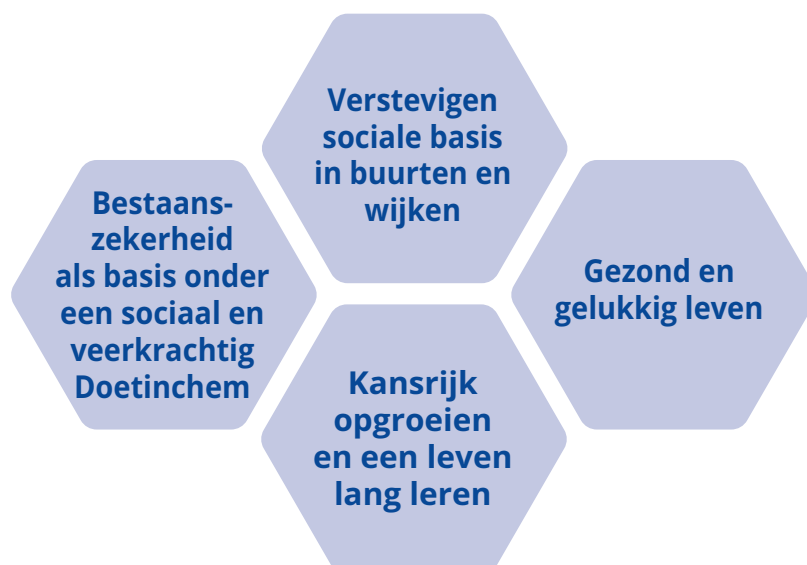 Verstevigen
sociale basis
in buurten en
wijken
Bestaans-
zekerheid
als basis onder
een sociaal en
veerkrachtig
Doetinchem
Gezond en
gelukkig leven
Kansrijk
opgroeien
en een leven
lang leren